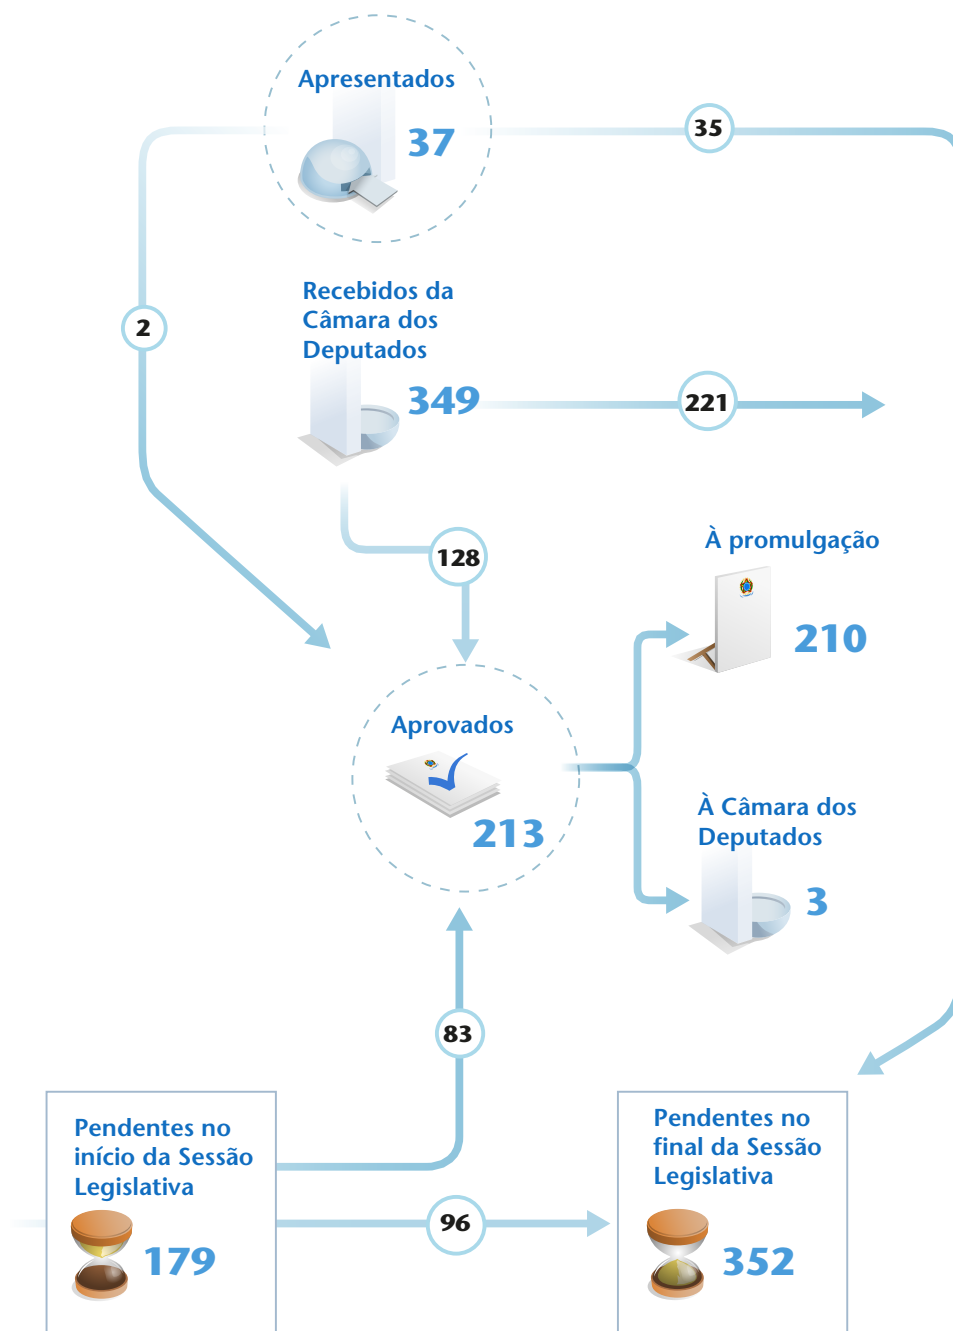 Apresentados
37
35
2
Recebidos da
Câmara dos
Deputados
349
221
128
À promulgação
210
Aprovados
213
À Câmara dos
Deputados
3
83
Pendentes no
início da Sessão
Legislativa
179
96
Pendentes no
final da Sessão
Legislativa
352